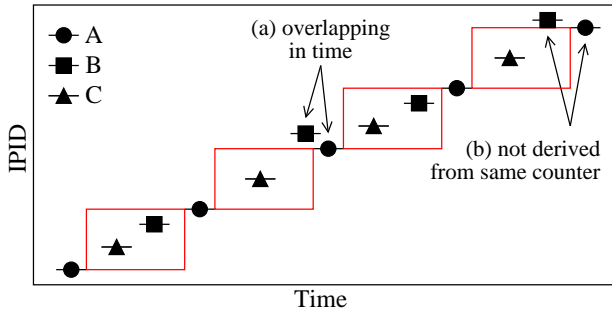 A
B
C
(a) overlapping
in time
(b) not derived
from same counter
IPID
Time